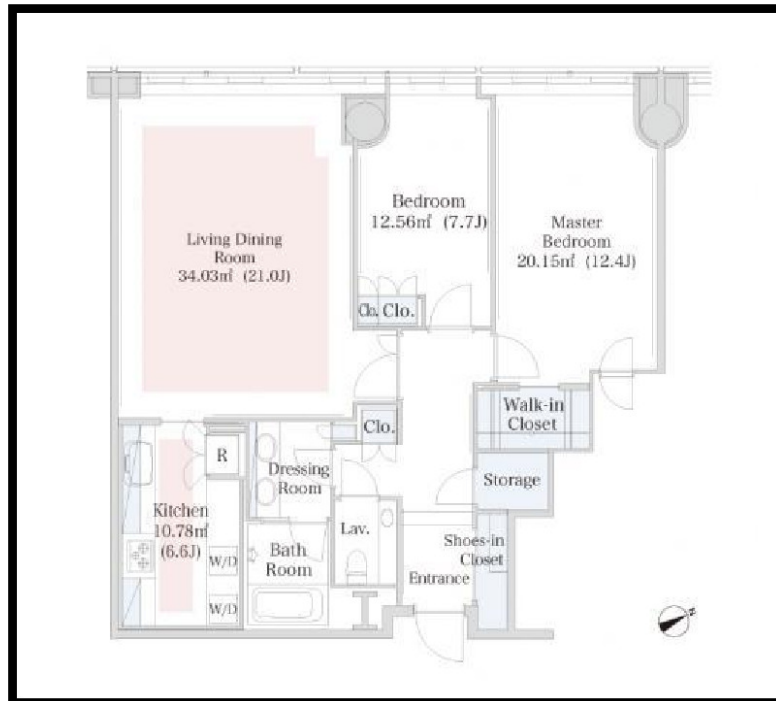 Living Dining
Room
34.03㎡ (21.0J)
Bedroom
12.56㎡ (7.7J)
Master
Bedroom
20.15㎡ (12.4J)
Clo. Clo.
Walk-in
Closet
Clo.
R
Dressing
Room
Storage
Kitchen
10.78㎡
(6.6J)
Lav.
Shoes-in
Closet
Bath
Room
Entrance
W/D
W/D
N